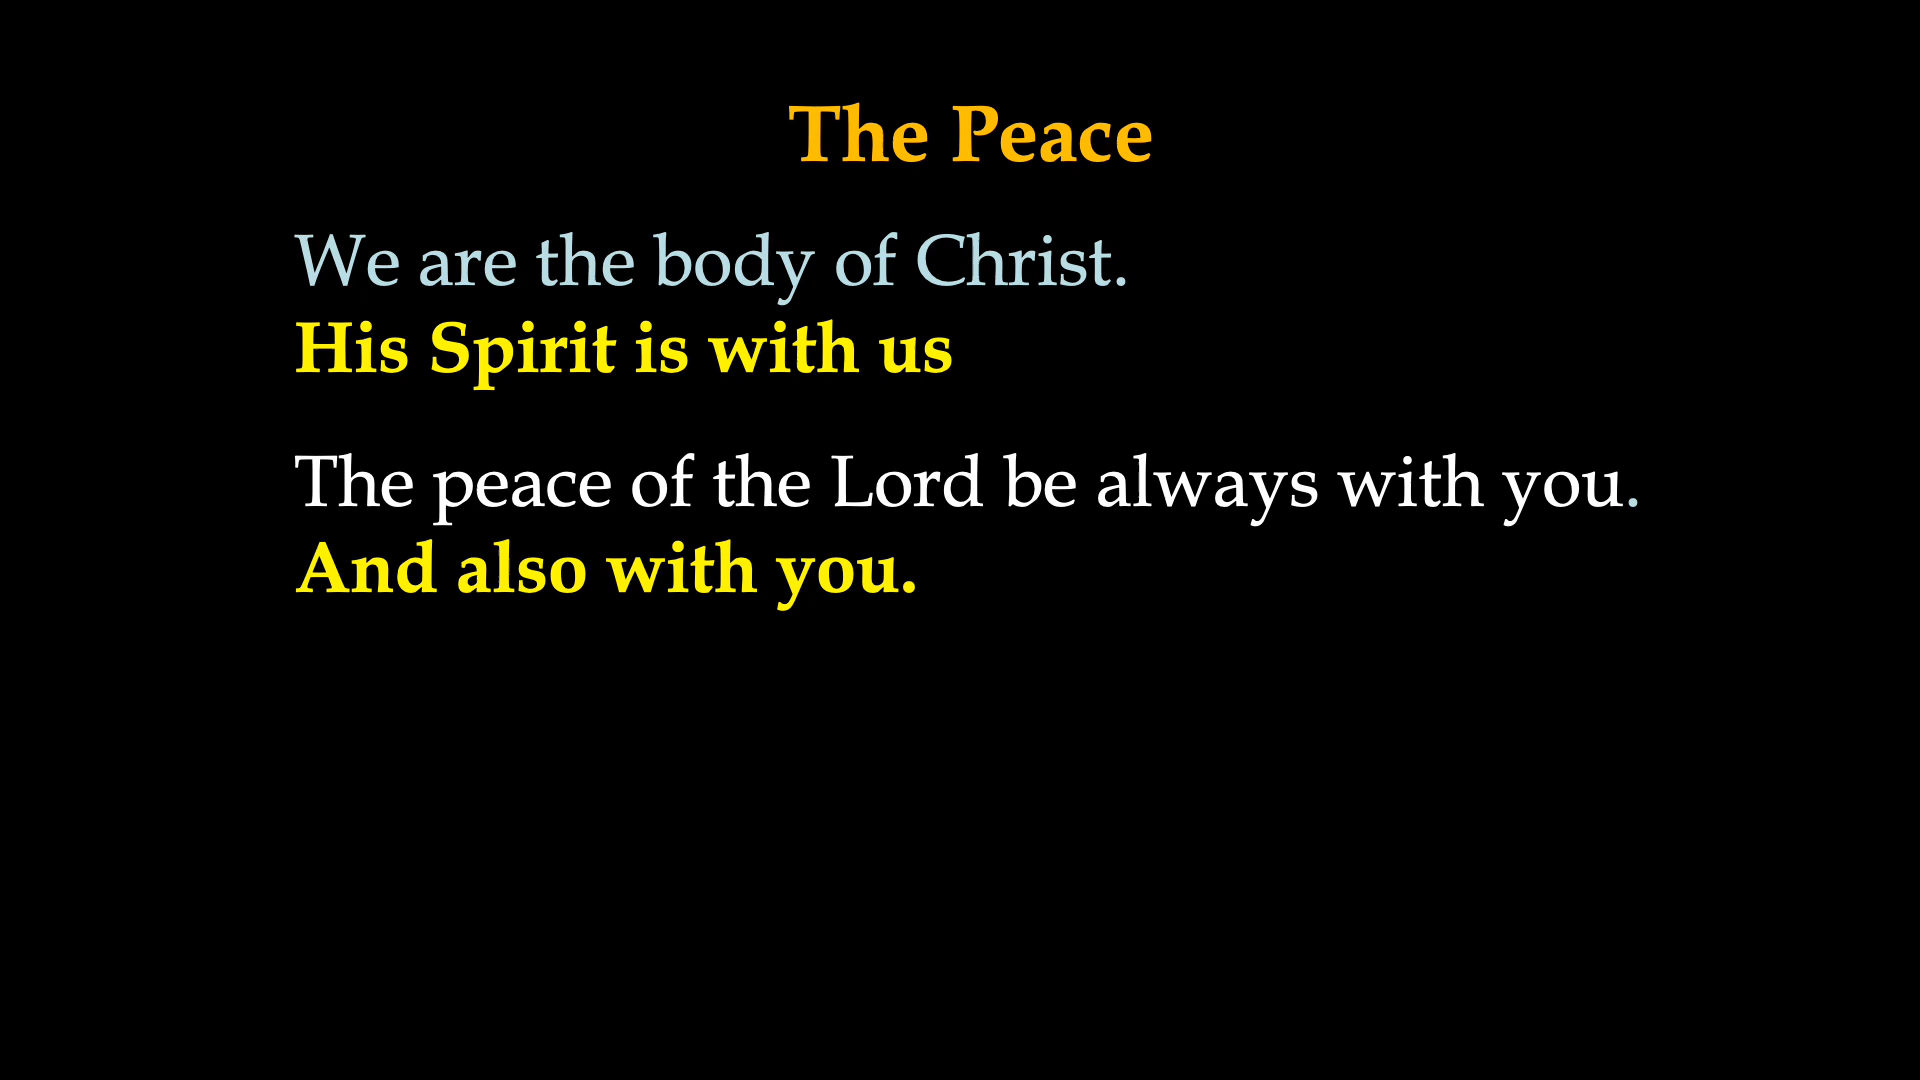 The Peace
We are the body of Christ.
His Spirit is with us
The peace of the Lord be always with you.
And also with you.